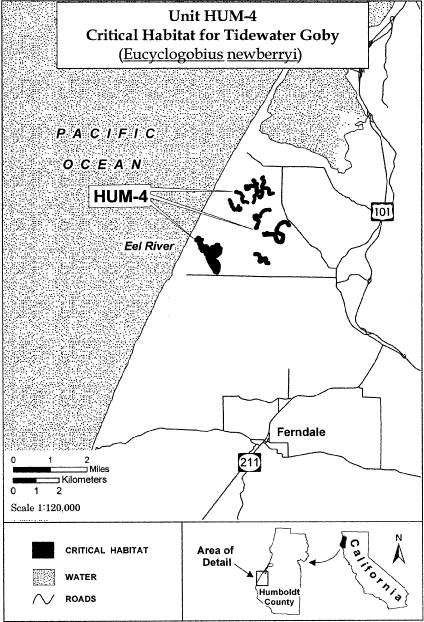 Unit HUM-4
Critical Habitat for Tidewater Goby
(Eucyclogobius newberryi)
PACIFIC
OCEAN
HUM-4
101
Eel River
Ferndale
211
0 1 2
Miles
Kilometers
0 1 2
Scale 1:120,000
CRITICAL HABITAT
WATER
ROADS
Area of
Detail
Humboldt
County
California
N